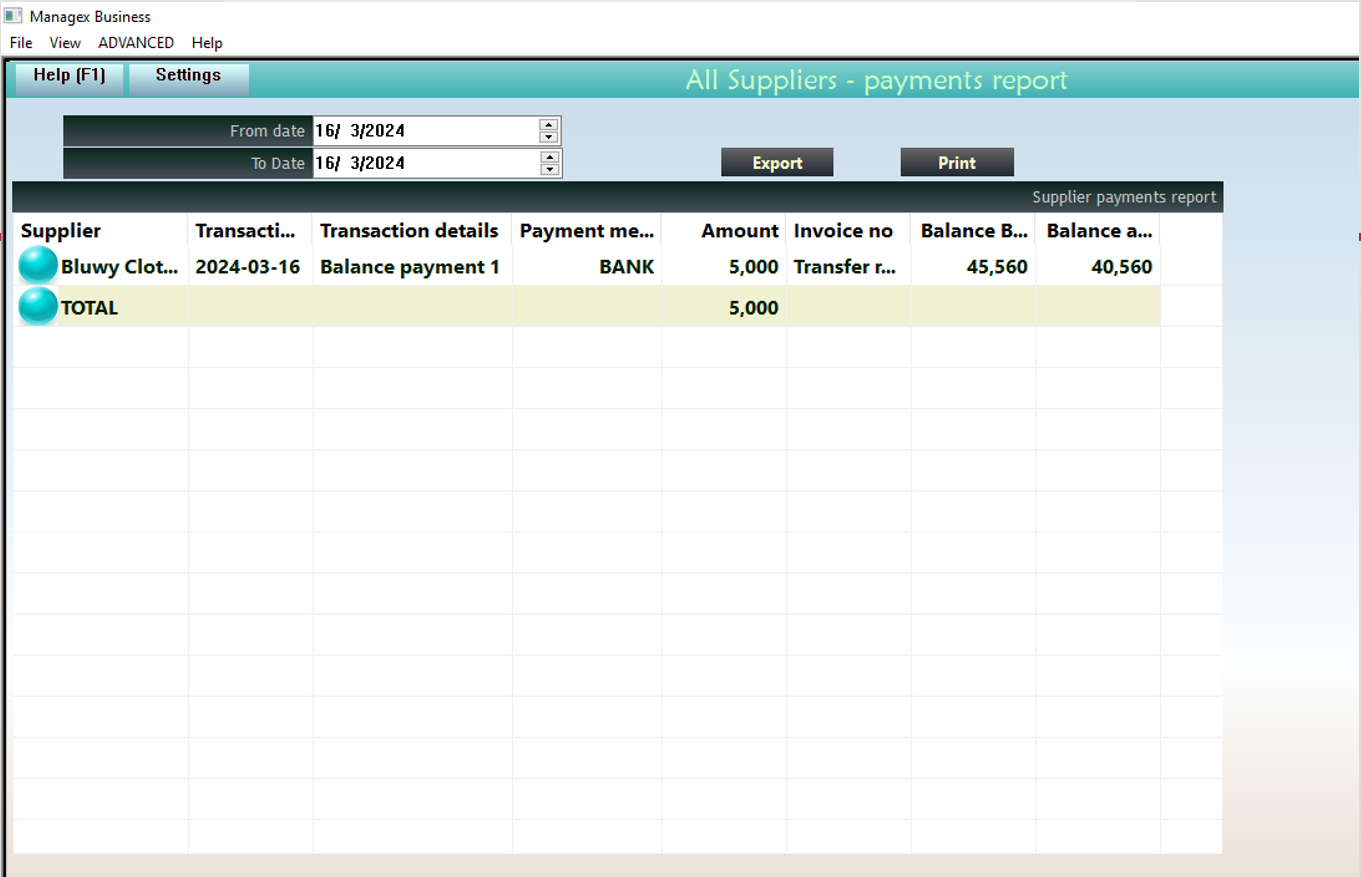 Managex Business
File View ADVANCED Help
Help (F1) Settings All Suppliers - payments report
From date 16/ 3/2024
To Date 16/ 3/2024 Export Print
Supplier payments report
Supplier Transacti... Transaction details Payment me... Amount Invoice no Balance B... Balance a...
Bluwy Clot... 2024-03-16 Balance payment 1 BANK 5,000 Transfer r... 45,560 40,560
TOTAL 5,000